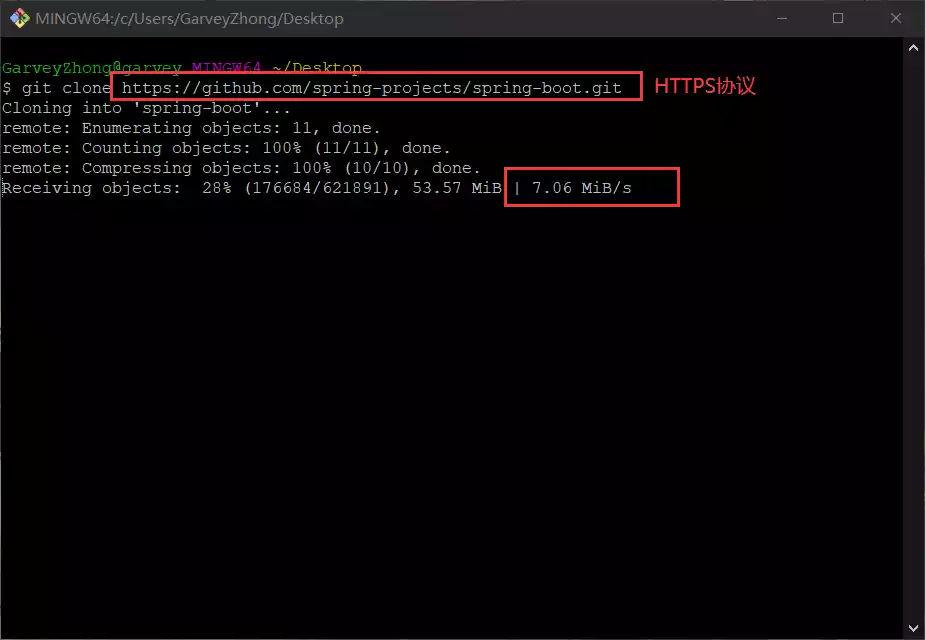 MINGW64:/c/Users/GarveyZhong/Desktop
GarveyZhong@garvey MINGW64 ~/Desktop
$ git clone https://github.com/spring-projects/spring-boot.git HTTPS协议
Cloning into 'spring-boot'...
remote: Enumerating objects: 11, done.
remote: Counting objects: 100% (11/11), done.
remote: Compressing objects: 100% (10/10), done.
Receiving objects:  28% (176684/621891), 53.57 MiB | 7.06 MiB/s